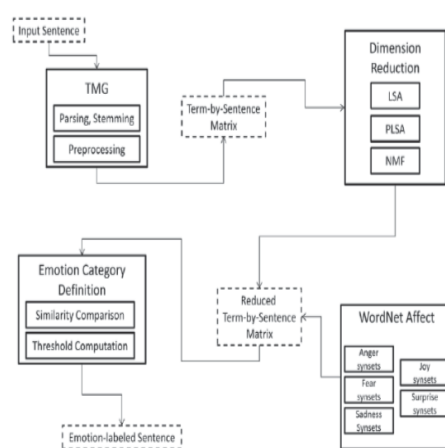 Input Sentence
TMG
Parsing, Stemming
Preprocessing
Term-by-Sentence
Matrix
Dimension
Reduction
LSA
PLSA
NMF
Emotion Category
Definition
Similarity Comparison
Threshold Computation
Reduced
Term-by-Sentence
Matrix
WordNet Affect
Anger
synsets
Fear
synsets
Sadness
Synsets
Joy
synsets
Surprise
synsets
Emotion-labeled Sentence